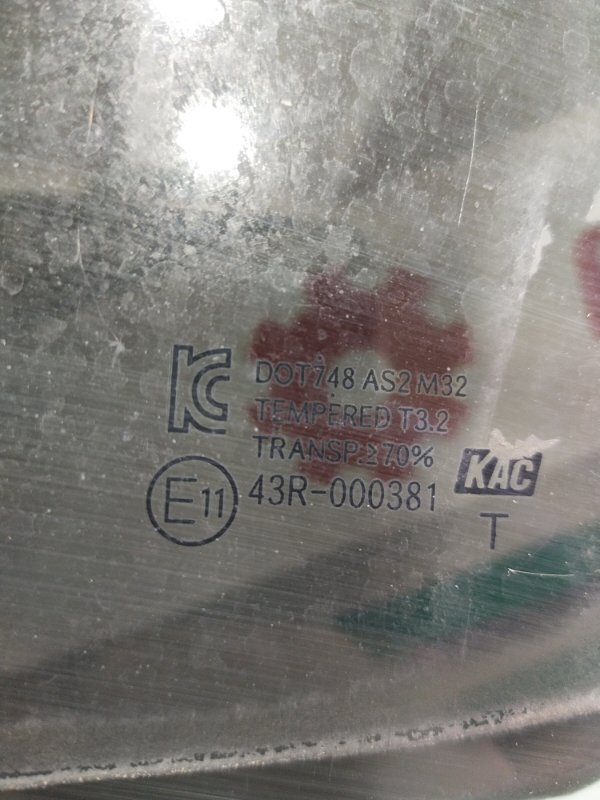 KC
DOT748 AS2 M32
TEMPERED T3.2
TRANSP.≥70%
E11 43R-000381
KAC
T